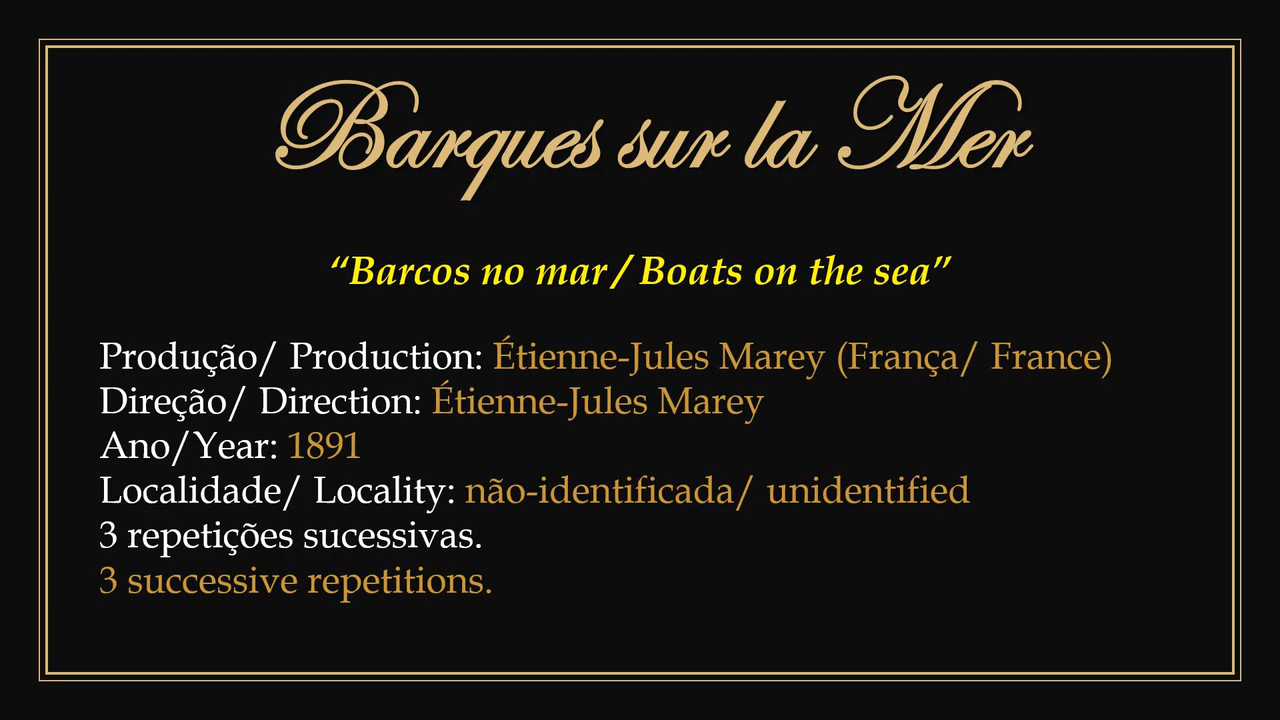 Barques sur la Mer
“Barcos no mar/ Boats on the sea”
Produção/ Production: Étienne-Jules Marey (França/ France)
Direção/ Direction: Étienne-Jules Marey
Ano/Year: 1891
Localidade/ Locality: não-identificada/ unidentified
3 repetições sucessivas.
3 successive repetitions.